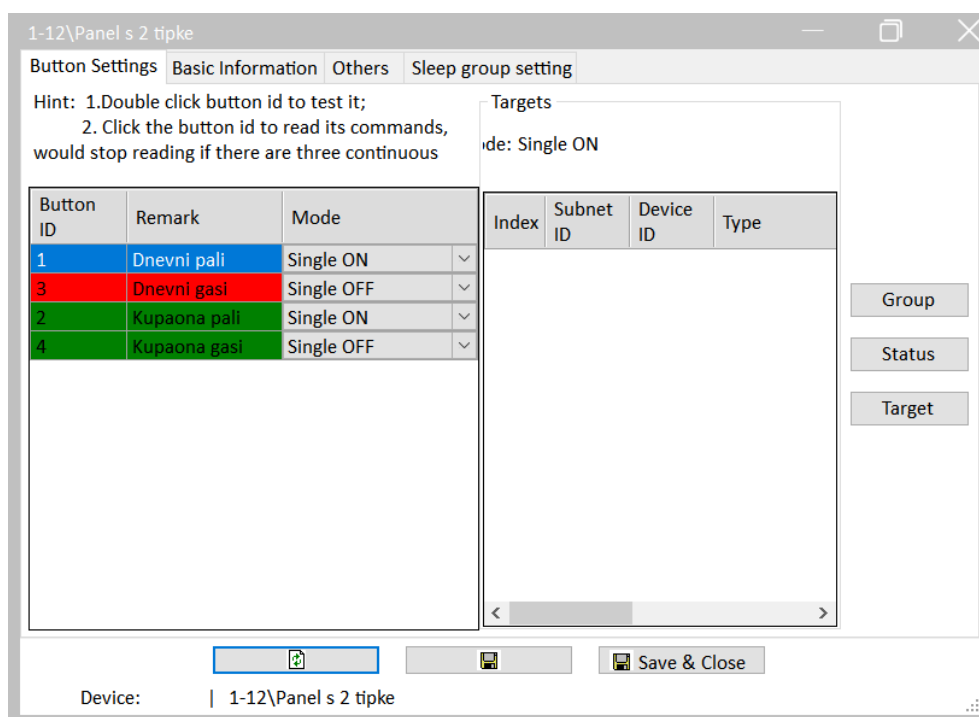 1-12\Panel s 2 tipke
Button Settings Basic Information Others Sleep group setting
Hint: 1.Double click button id to test it;
2. Click the button id to read its commands,
would stop reading if there are three continuous
Targets
de: Single ON
Button ID Remark Mode
1 Dnevni pali Single ON
3 Dnevni gasi Single OFF
2 Kupaona pali Single ON
4 Kupaona gasi Single OFF
Index Subnet ID Device ID Type
Group
Status
Target
Save & Close
Device: | 1-12\Panel s 2 tipke